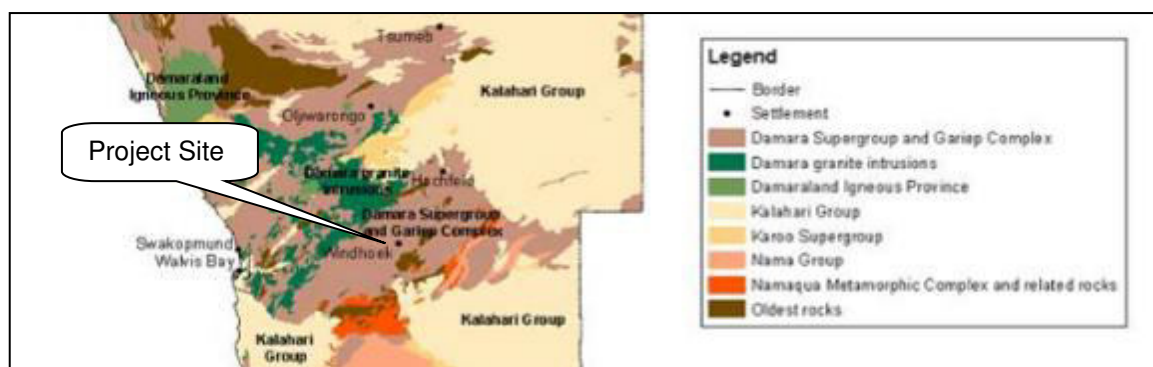 Tsumeb
Damaraland
Igneous Province
Kalahari Group
Otjiwarongo
Project Site
Damara granite
intrusions
Hochfeld
Damara Supergroup
and Gariep Complex
Swakopmund
Windhoek
Walvis Bay
Kalahari Group
Kalahari
Group
Legend
Border
Settlement
Damara Supergroup and Gariep Complex
Damara granite intrusions
Damaraland Igneous Province
Kalahari Group
Karoo Supergroup
Nama Group
Namaqua Metamorphic Complex and related rocks
Oldest rocks